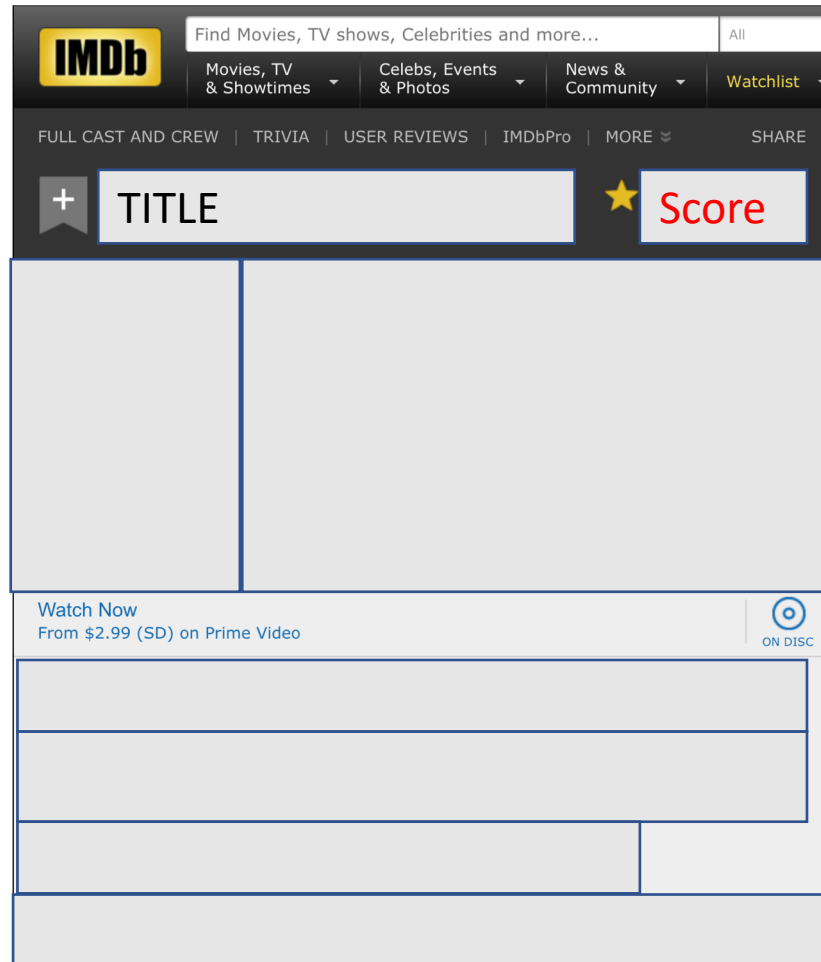 IMDb
Find Movies, TV shows, Celebrities and more...
All
Movies, TV
& Showtimes
Celebs, Events
& Photos
News &
Community
Watchlist
FULL CAST AND CREW | TRIVIA | USER REVIEWS | IMDbPro | MORE SHARE
+ TITLE Score
Watch Now
From $2.99 (SD) on Prime Video
ON DISC